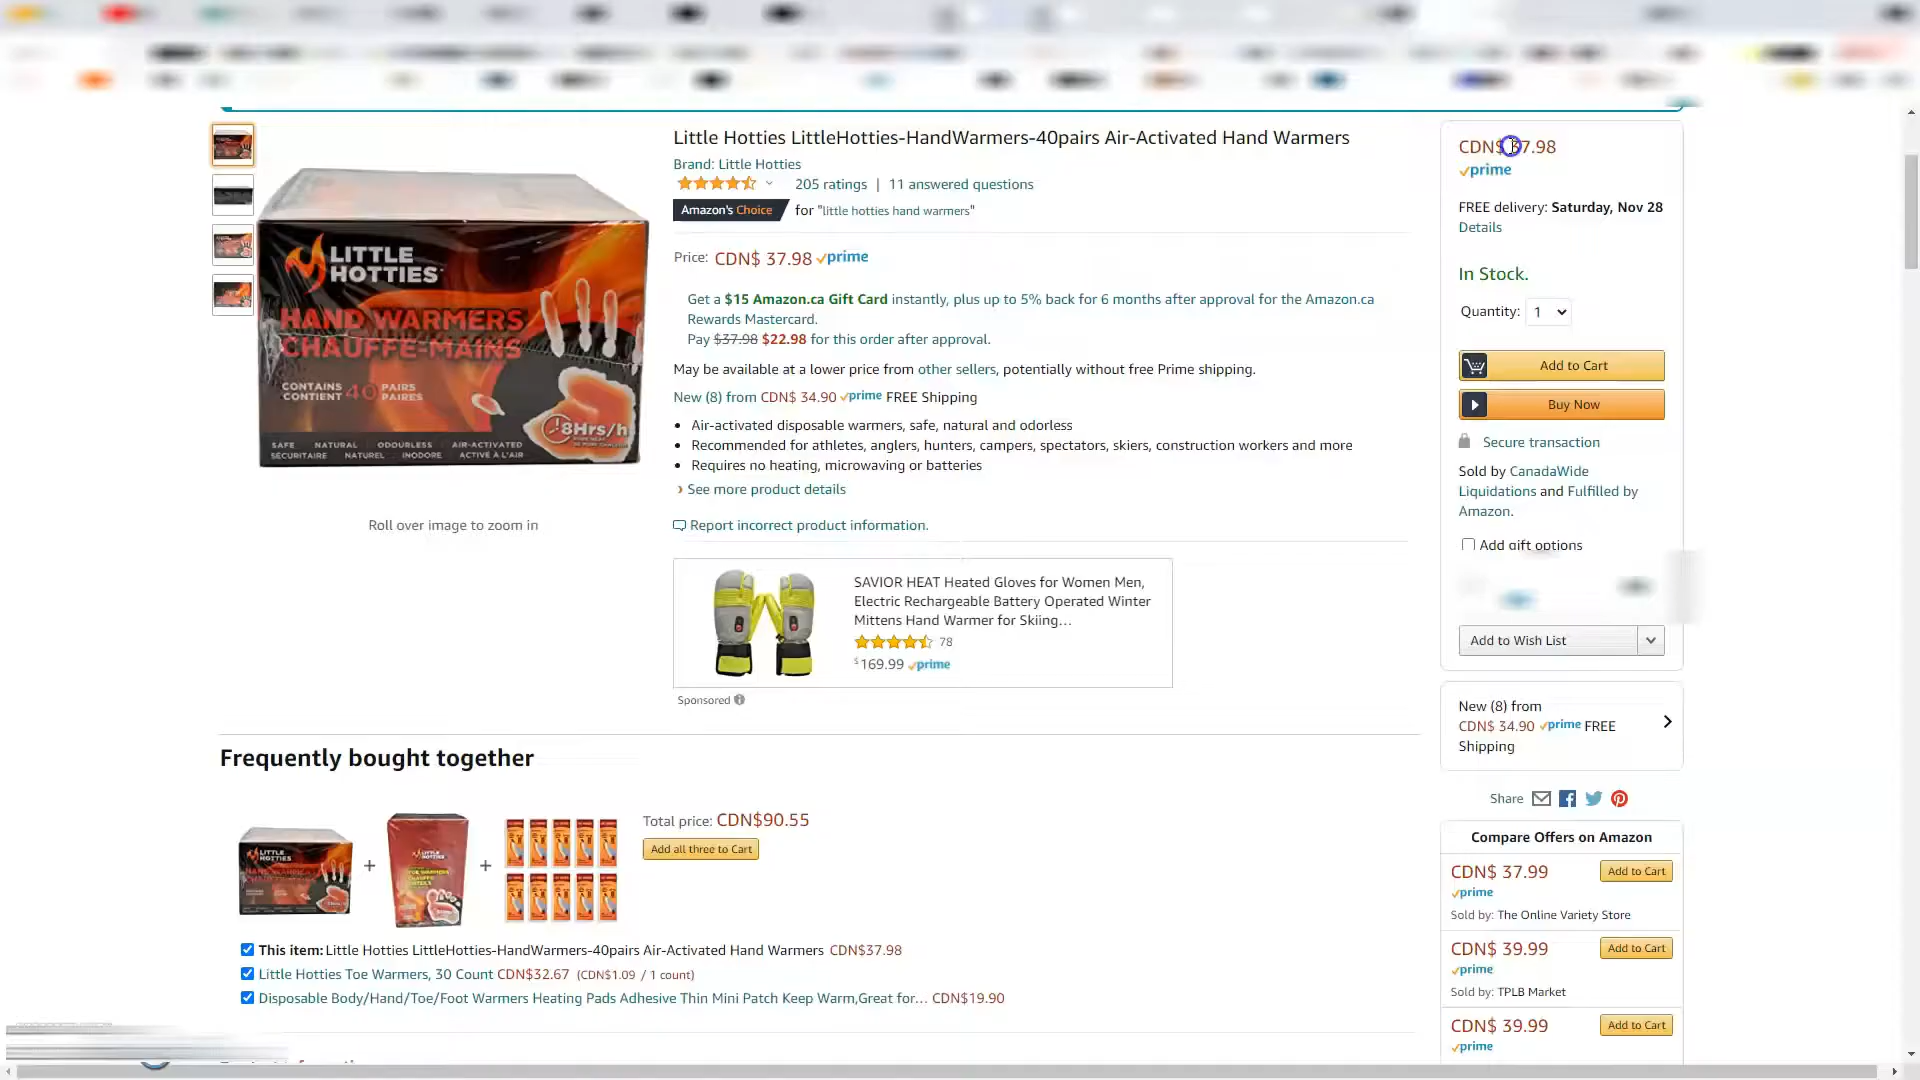 Little Hotties LittleHotties-HandWarmers-40pairs Air-Activated Hand Warmers
Brand: Little Hotties
205 ratings | 11 answered questions
Amazon's Choice for "little hotties hand warmers"
Price: CDN$ 37.98 prime
Get a $15 Amazon.ca Gift Card instantly, plus up to 5% back for 6 months after approval for the Amazon.ca
Rewards Mastercard.
Pay $37.98 $22.98 for this order after approval.
May be available at a lower price from other sellers, potentially without free Prime shipping.
New (8) from CDN$ 34.90 prime FREE Shipping
Air-activated disposable warmers, safe, natural and odorless
Recommended for athletes, anglers, hunters, campers, spectators, skiers, construction workers and more
Requires no heating, microwaving or batteries
› See more product details
Report incorrect product information.
LITTLE
HOTTIES
HAND WARMERS
CHAUFFE-MAINS
CONTAINS 40 PAIRS
CONTIENT PAIRES
8Hrs/h
SAFE NATURAL ODOURLESS AIR-ACTIVATED
SÉCURITAIRE NATUREL INODORE ACTIVÉ À L'AIR
Roll over image to zoom in
SAVIOR HEAT Heated Gloves for Women Men,
Electric Rechargeable Battery Operated Winter
Mittens Hand Warmer for Skiing...
78
$169.99 prime
Sponsored
CDN$ 37.98
prime
FREE delivery: Saturday, Nov 28
Details
In Stock.
Quantity: 1
Add to Cart
Buy Now
Secure transaction
Sold by CanadaWide
Liquidations and Fulfilled by
Amazon.
Add gift options
Add to Wish List
New (8) from
CDN$ 34.90 prime FREE
Shipping
Share
Compare Offers on Amazon
CDN$ 37.99 Add to Cart
prime
Sold by: The Online Variety Store
CDN$ 39.99 Add to Cart
prime
Sold by: TPLB Market
CDN$ 39.99 Add to Cart
prime
Frequently bought together
LITTLE
HOTTIES
+
+
Total price: CDN$90.55
Add all three to Cart
This item: Little Hotties LittleHotties-HandWarmers-40pairs Air-Activated Hand Warmers CDN$37.98
Little Hotties Toe Warmers, 30 Count CDN$32.67 (CDN$1.09 / 1 count)
Disposable Body/Hand/Toe/Foot Warmers Heating Pads Adhesive Thin Mini Patch Keep Warm,Great for... CDN$19.90